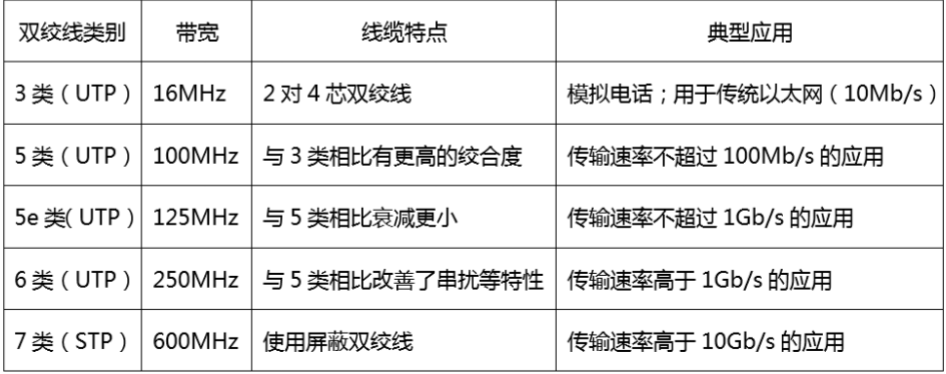 双绞线类别 带宽 线缆特点 典型应用
3 类（UTP） 16MHz 2 对 4 芯双绞线 模拟电话；用于传统以太网（10Mb/s）
5 类（UTP） 100MHz 与 3 类相比有更高的绞合度 传输速率不超过 100Mb/s 的应用
5e 类（UTP） 125MHz 与 5 类相比衰减更小 传输速率不超过 1Gb/s 的应用
6 类（UTP） 250MHz 与 5 类相比改善了串扰等特性 传输速率高于 1Gb/s 的应用
7 类（STP） 600MHz 使用屏蔽双绞线 传输速率高于 10Gb/s 的应用